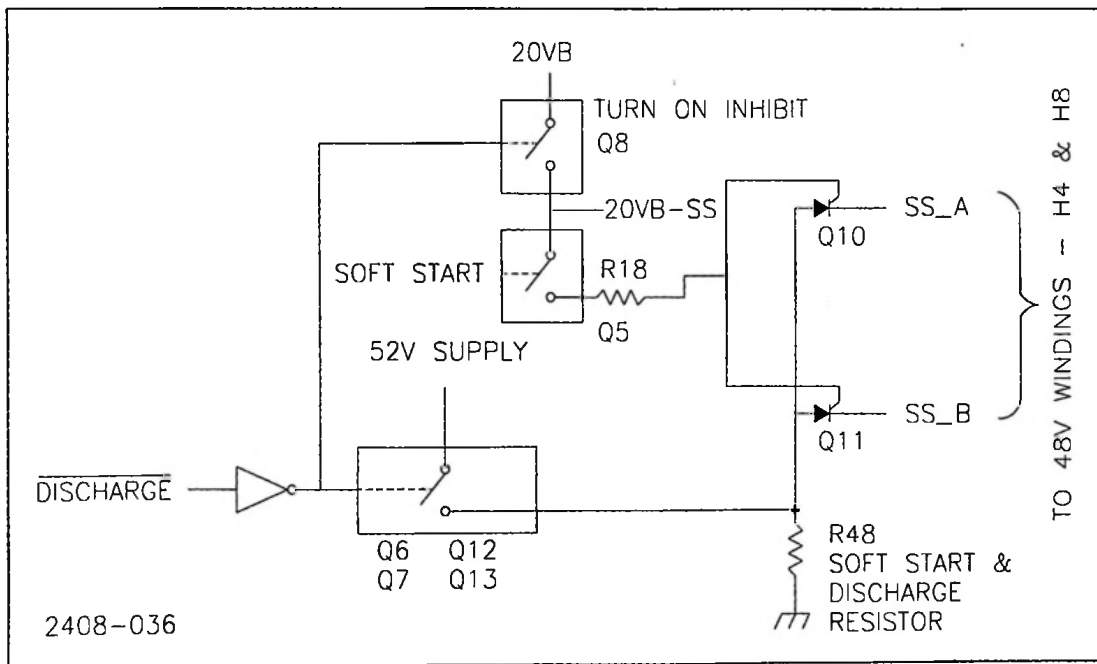 20VB
TURN ON INHIBIT
Q8
20VB-SS
SOFT START
R18
Q5
52V SUPPLY
Q10
SS_A
Q11
SS_B
TO 48V WINDINGS - H4 & H8
DISCHARGE
Q6 Q12
Q7 Q13
R48
SOFT START &
DISCHARGE
RESISTOR
2408-036